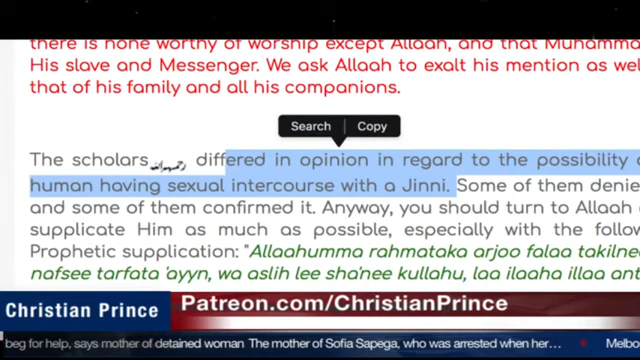 there is none worthy of worship except Allaah, and that Muhamma
His slave and Messenger. We ask Allaah to exalt his mention as wel
that of his family and all his companions.
Search Copy
The scholars differed in opinion in regard to the possibility o
human having sexual intercourse with a Jinni. Some of them denie
and some of them confirmed it. Anyway, you should turn to Allaah
supplicate Him as much as possible, especially with the follow
Prophetic supplication: "Allaahumma rahmataka arjoo falaa takilnee
nafsee tarfata 'ayn, wa aslih lee sha'nee kullahu, laa ilaaha illaa ant
Christian Prince
Patreon.com/ChristianPrince
beg for help, says mother of detained woman The mother of Sofia Sapega, who was arrested when her... Melbo